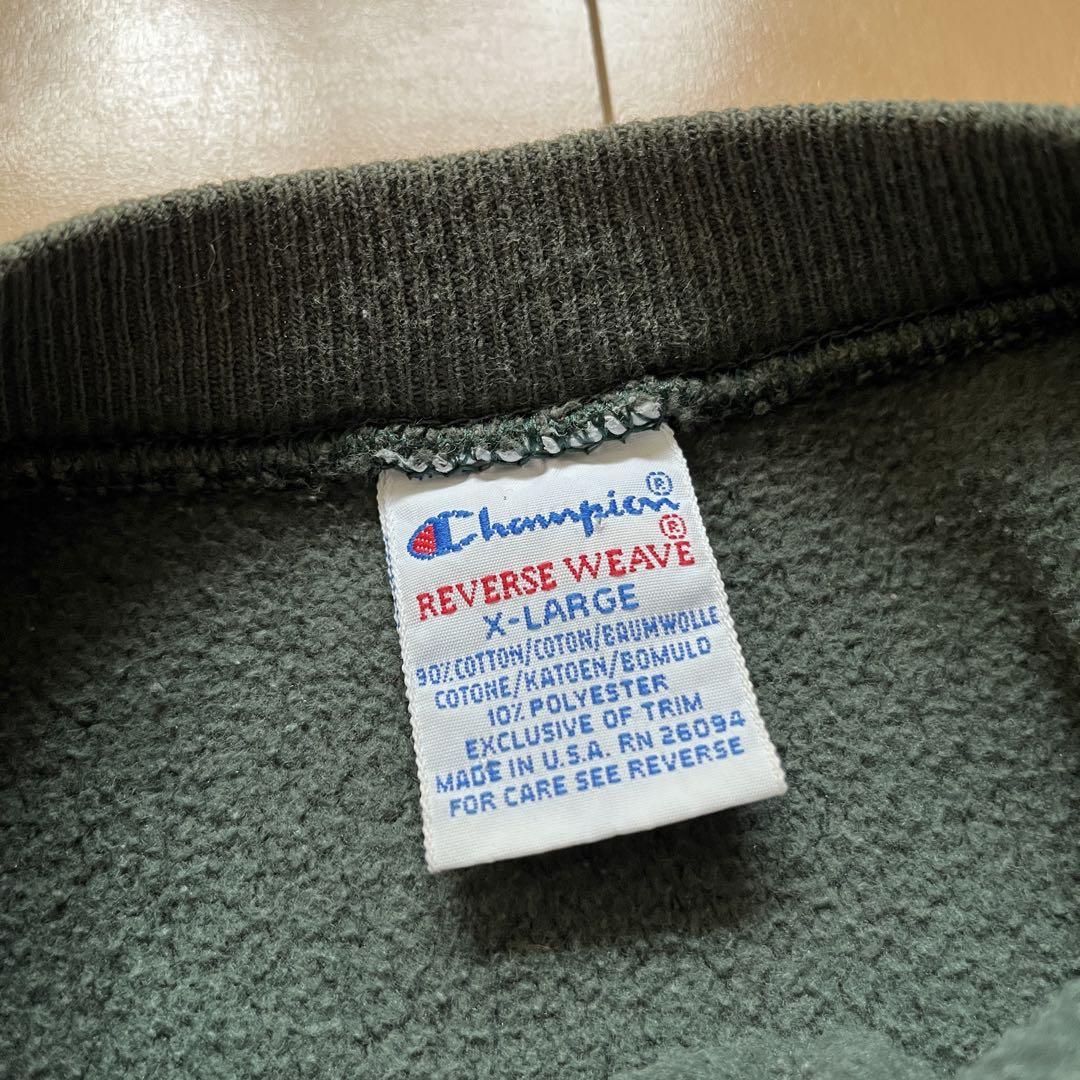 Champion®
REVERSE WEAVE®
X-LARGE
90% COTTON/COTON/BAUMWOLLE
COTONE/KATOEN/BOMULD
10% POLYESTER
EXCLUSIVE OF TRIM
MADE IN U.S.A. RN 26094
FOR CARE SEE REVERSE